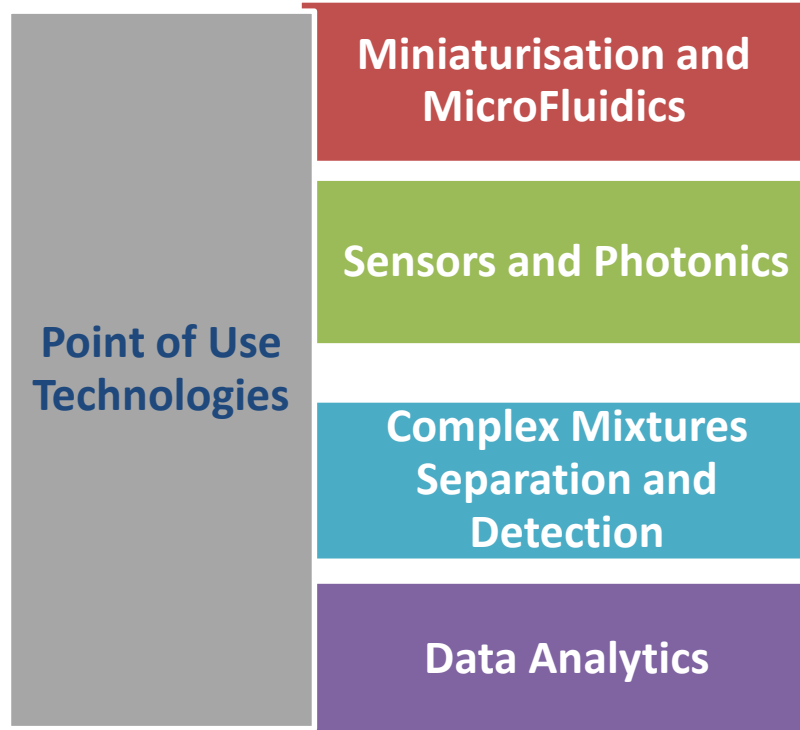 Point of Use
Technologies
Miniaturisation and
MicroFluidics
Sensors and Photonics
Complex Mixtures
Separation and
Detection
Data Analytics